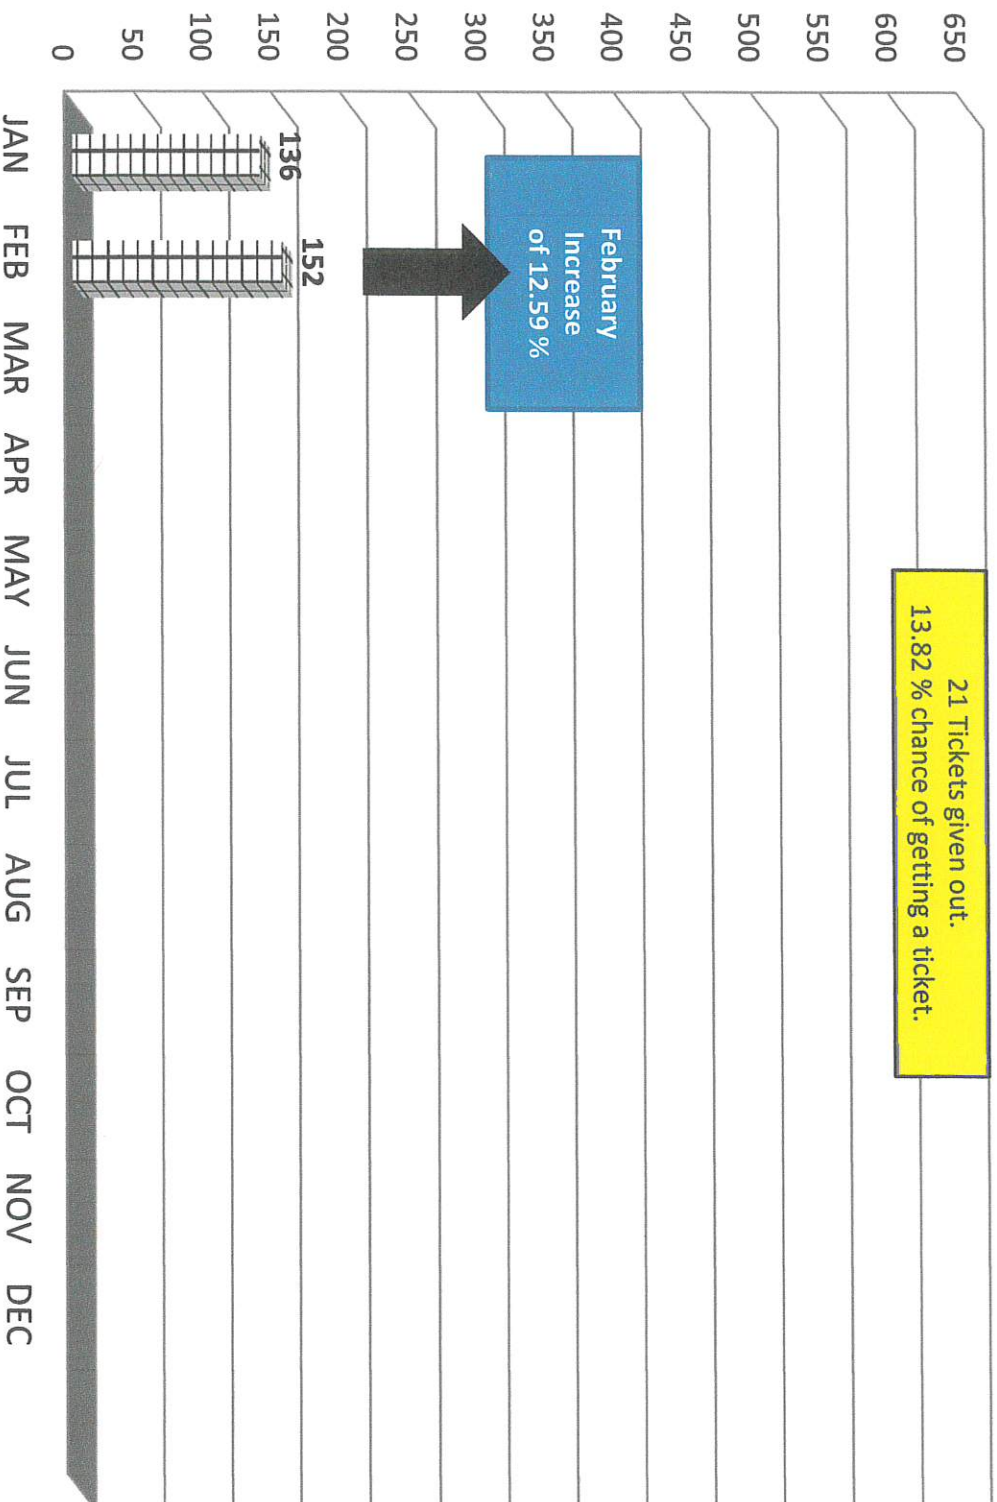 650
600
550
500
450
400
350
300
250
200
150
100
50
0
21 Tickets given out.
13.82 % chance of getting a ticket.
February
Increase
of 12.59 %
136
152
JAN FEB MAR APR MAY JUN JUL AUG SEP OCT NOV DEC